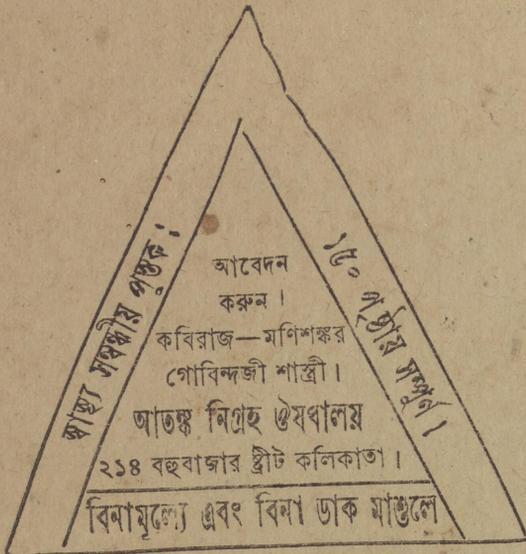 স্বাস্থ্য সম্বন্ধীয় পুস্তক।
১৮০ পৃষ্ঠায় সম্পূর্ণ।
আবেদন
করুন।
কবিরাজ—মণিশঙ্কর
গোবিন্দজী শাস্ত্রী।
আতঙ্ক নিগ্রহ ঔষধালয়
২১৪ বহুবাজার ষ্ট্রীট কলিকাতা।
বিনামূল্যে এবং বিনা ডাক মাশুলে